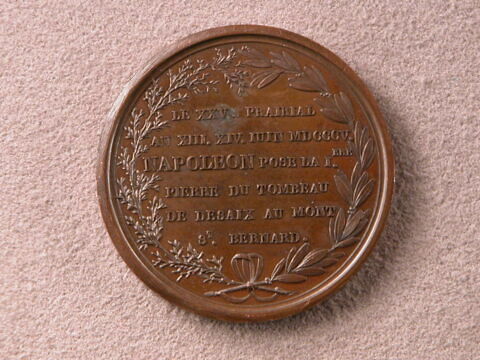 LE XXV. PRAIRIAL
AN XIII. XIV. JUIN MDCCCV.
NAPOLEON POSE LA I.ERE
PIERRE DU TOMBEAU
DE DESAIX AU MONT
ST. BERNARD.